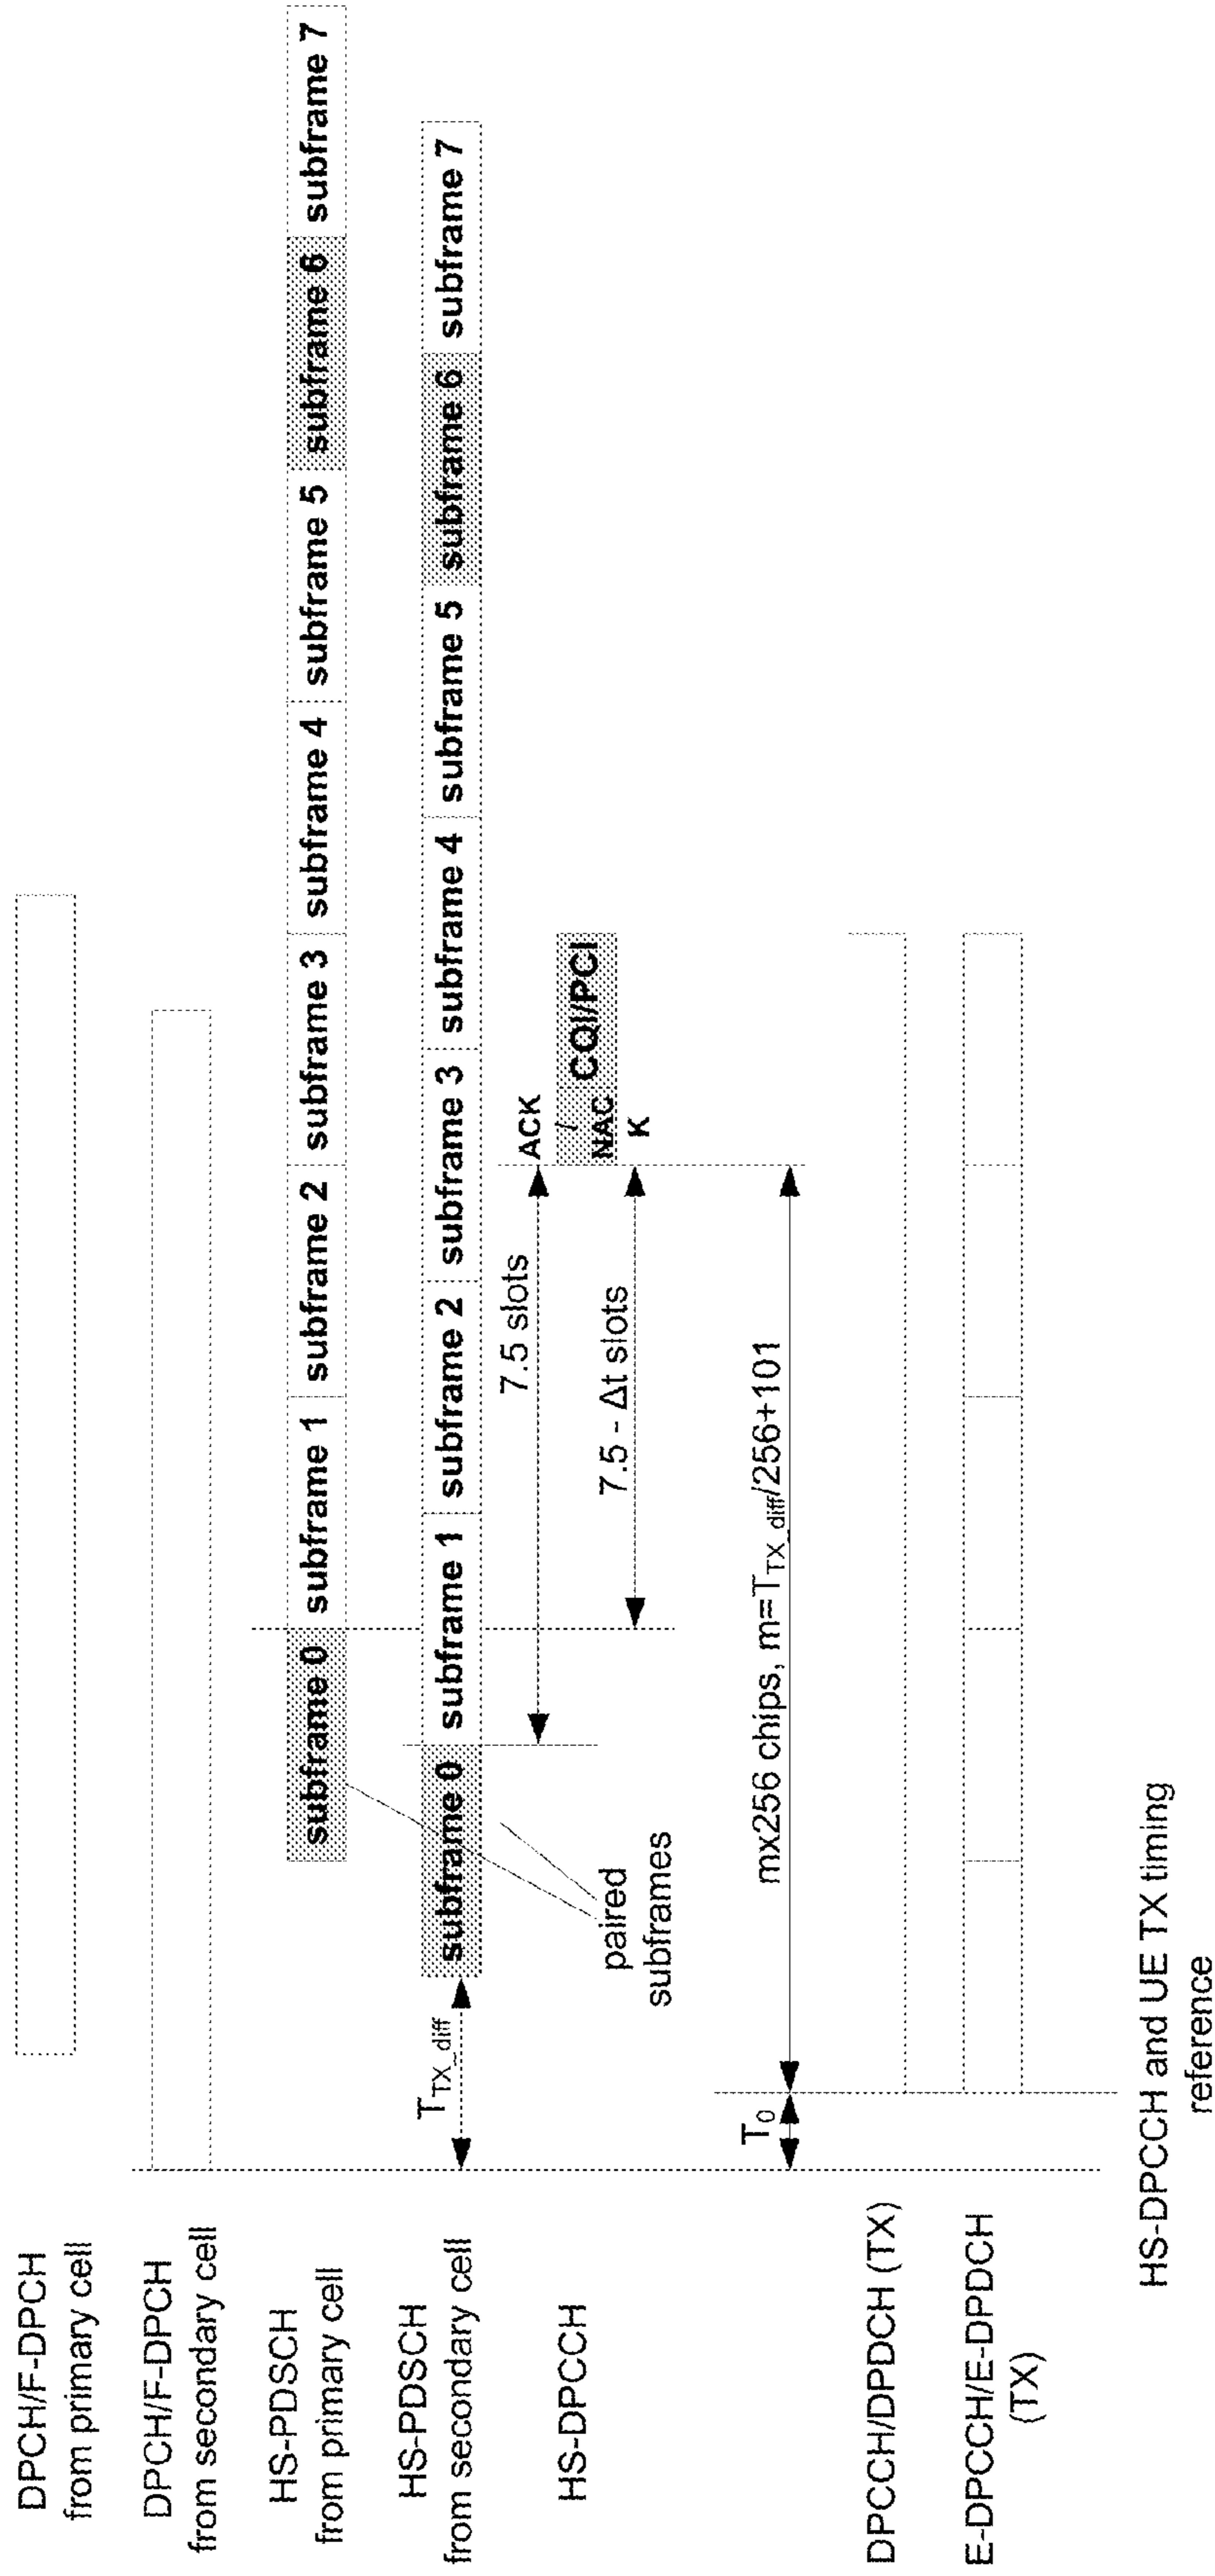 DPCH/F-DPCH
from primary cell
DPCH/F-DPCH
from secondary cell
HS-PDSCH
from primary cell
subframe 0
subframe 1
subframe 2
subframe 3
subframe 4
subframe 5
subframe 6
subframe 7
HS-PDSCH
from secondary cell
TTX_diff
subframe 0
subframe 1
subframe 2
subframe 3
subframe 4
subframe 5
subframe 6
subframe 7
paired
subframes
7.5 slots
7.5 - Δt slots
HS-DPCCH
ACK
/
NAC
K
CQI/PCI
T0
mx256 chips, m=TTX_diff/256+101
DPCCH/DPDCH (TX)
E-DPCCH/E-DPDCH
(TX)
HS-DPCCH and UE TX timing
reference